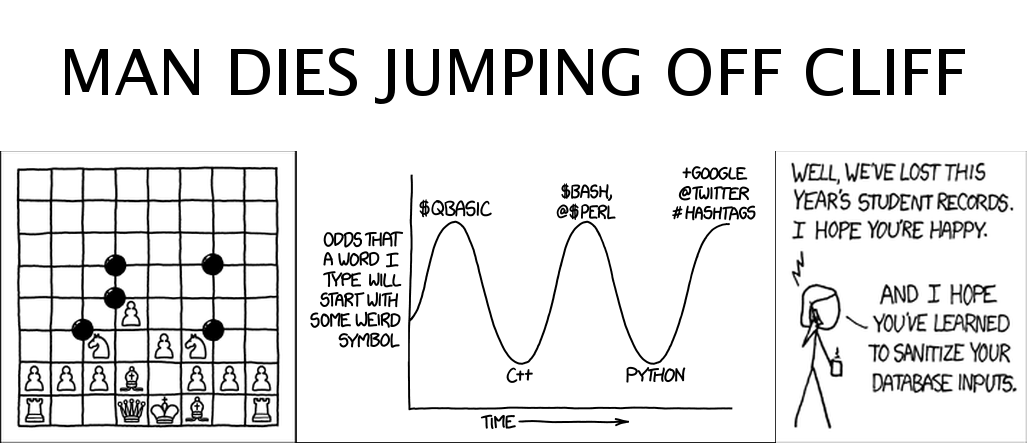 MAN DIES JUMPING OFF CLIFF
$QBASIC
$BASH,
@$PERL
+GOOGLE
@TWITTER
#HASHTAGS
ODDS THAT
A WORD I
TYPE WILL
START WITH
SOME WEIRD
SYMBOL
C++
PYTHON
TIME
WELL, WE'VE LOST THIS
YEAR'S STUDENT RECORDS.
I HOPE YOU'RE HAPPY.
AND I HOPE
YOU'VE LEARNED
TO SANITIZE YOUR
DATABASE INPUTS.